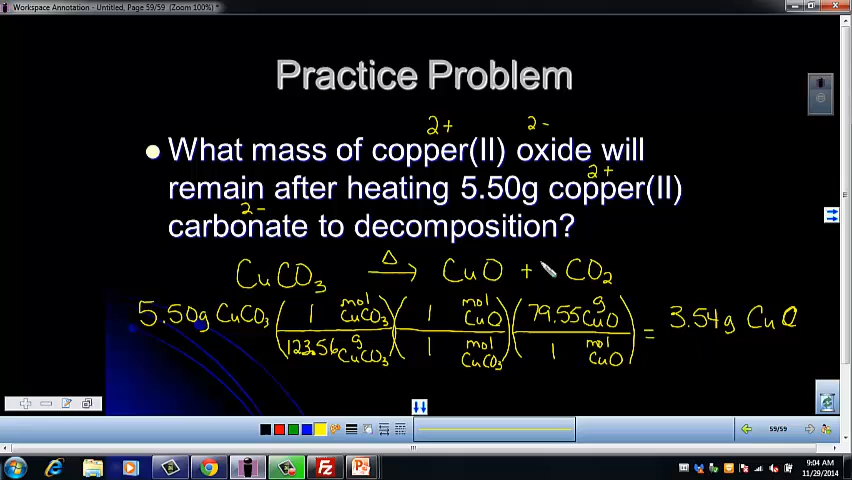 Workspace Annotation - Untitled, Page 59/59 (Zoom 100%) *
Practice Problem
2+ 2-
What mass of copper(II) oxide will
2+
remain after heating 5.50g copper(II)
2-
carbonate to decomposition?
CuCO3 Δ→ CuO + CO2
5.50g CuCO3 (1 mol CuCO3 / 123.56 g CuCO3) (1 mol CuO / 1 mol CuCO3) (79.55 g CuO / 1 mol CuO) = 3.54g CuO
59/59
9:04 AM
11/29/2014